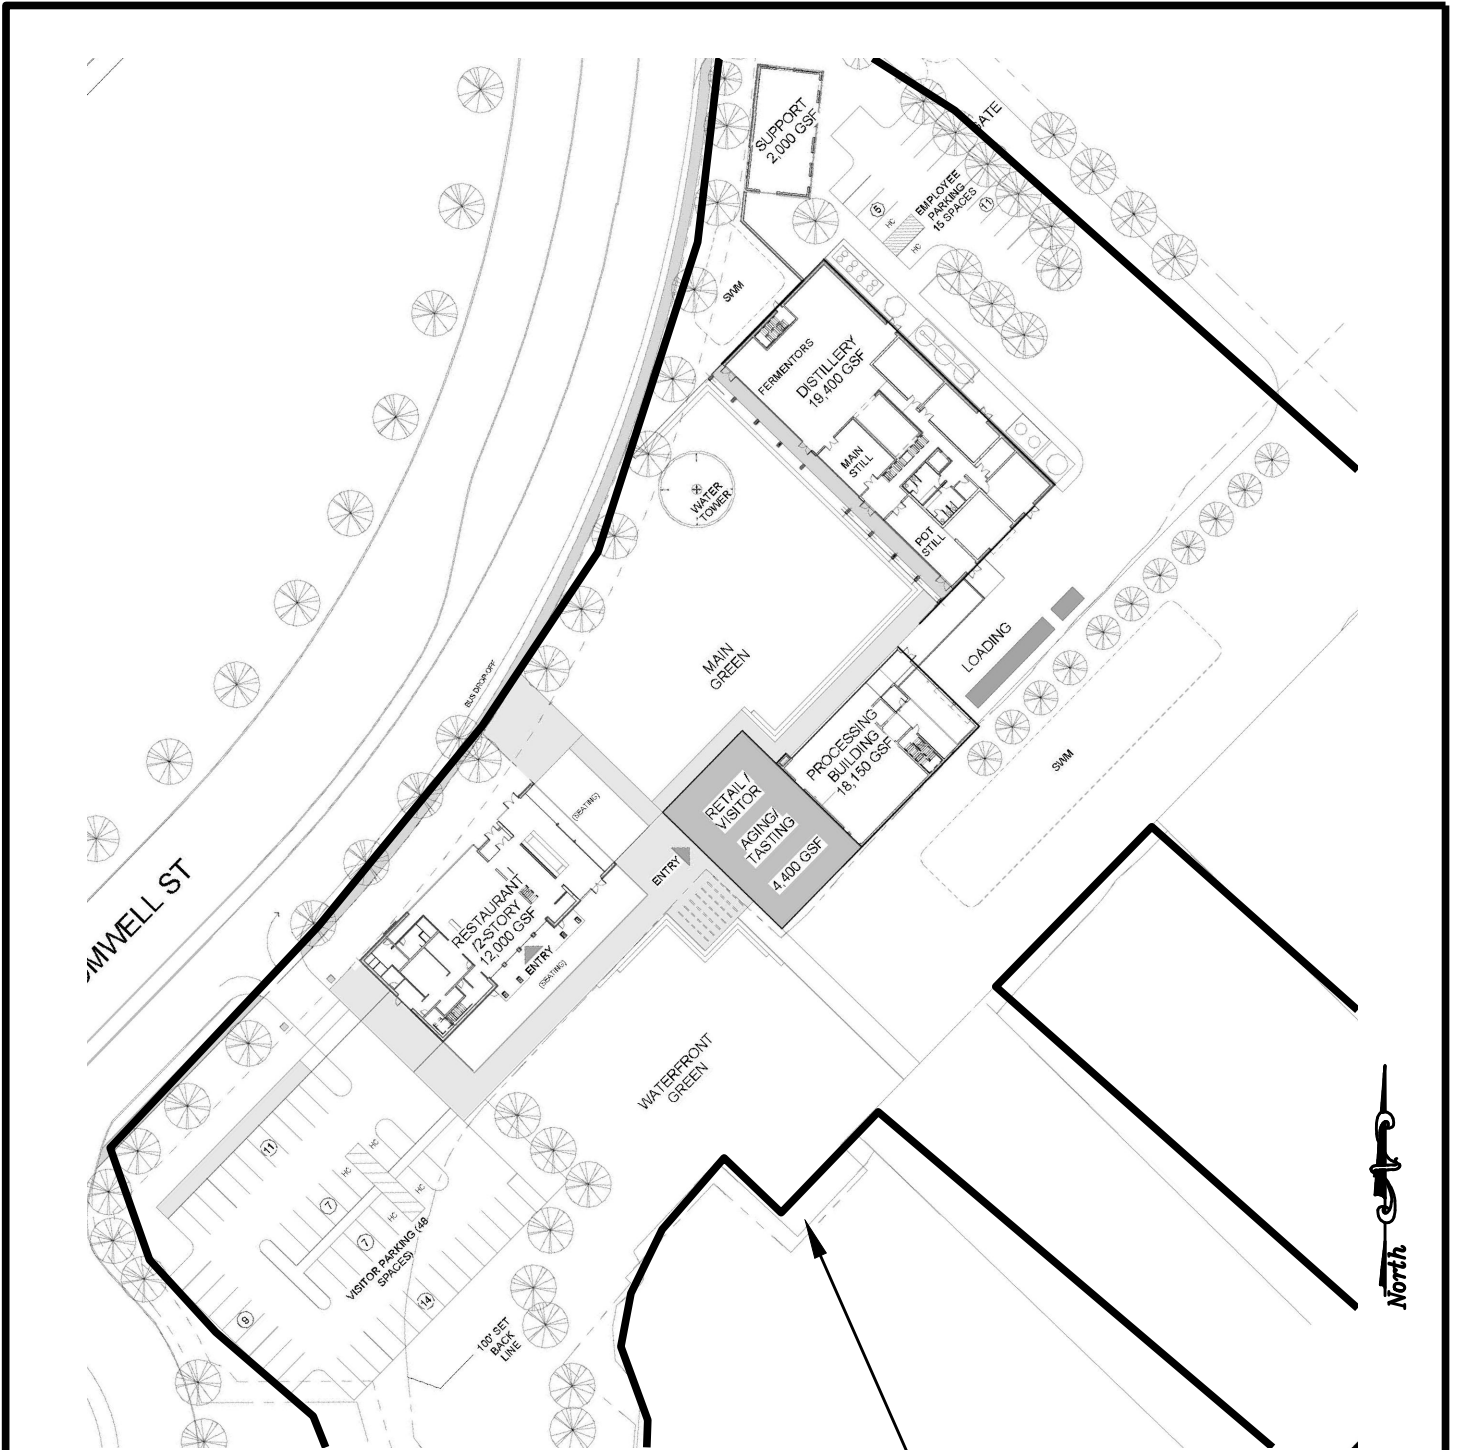 SUPPORT
2,000 GSF
GATE
EMPLOYEE
PARKING
15 SPACES
5
11
HC
HC
SWM
FERMENTORS
DISTILLERY
19,400 GSF
MAIN
STILL
POT
STILL
WATER
TOWER
MAIN
GREEN
BUS DROP-OFF
LOADING
PROCESSING
BUILDING
18,150 GSF
SWM
RETAIL /
VISITOR
AGING/
TASTING
4,400 GSF
(SEATING)
ENTRY
RESTAURANT
/2-STORY
12,000 GSF
ENTRY
(SEATING)
MWELL ST
WATERFRONT
GREEN
11
HC
HC
HC
HC
7
7
VISITOR PARKING (48
SPACES)
14
9
100' SET
BACK
LINE
North